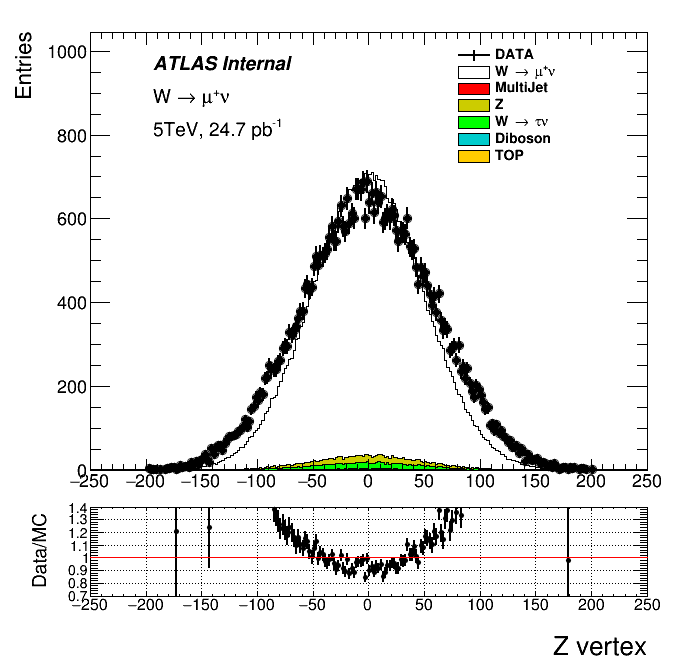 Entries
1000
800
600
400
200
0
ATLAS Internal
W → μ⁺ν
5TeV, 24.7 pb⁻¹
DATA
W → μ⁺ν
MultiJet
Z
W → τν
Diboson
TOP
−250 −200 −150 −100 −50 0 50 100 150 200 250
Data/MC
1.4
1.3
1.2
1.1
1
0.9
0.8
0.7
−250 −200 −150 −100 −50 0 50 100 150 200 250
Z vertex